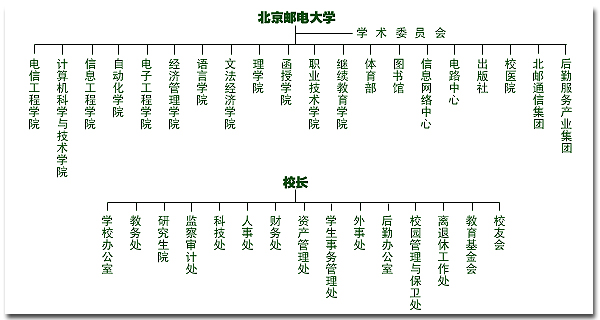 北京邮电大学
学术委员会
电信工程学院
计算机科学与技术学院
信息工程学院
自动化学院
电子工程学院
经济管理学院
语言学院
文法经济学院
理学院
函授学院
职业技术学院
继续教育学院
体育部
图书馆
信息网络中心
电路中心
出版社
校医院
北邮通信集团
后勤服务产业集团
校长
学校办公室
教务处
研究生院
监察审计处
科技处
人事处
财务处
资产管理处
学生事务管理处
外事处
后勤办公室
校园管理与保卫处
离退休工作处
教育基金会
校友会